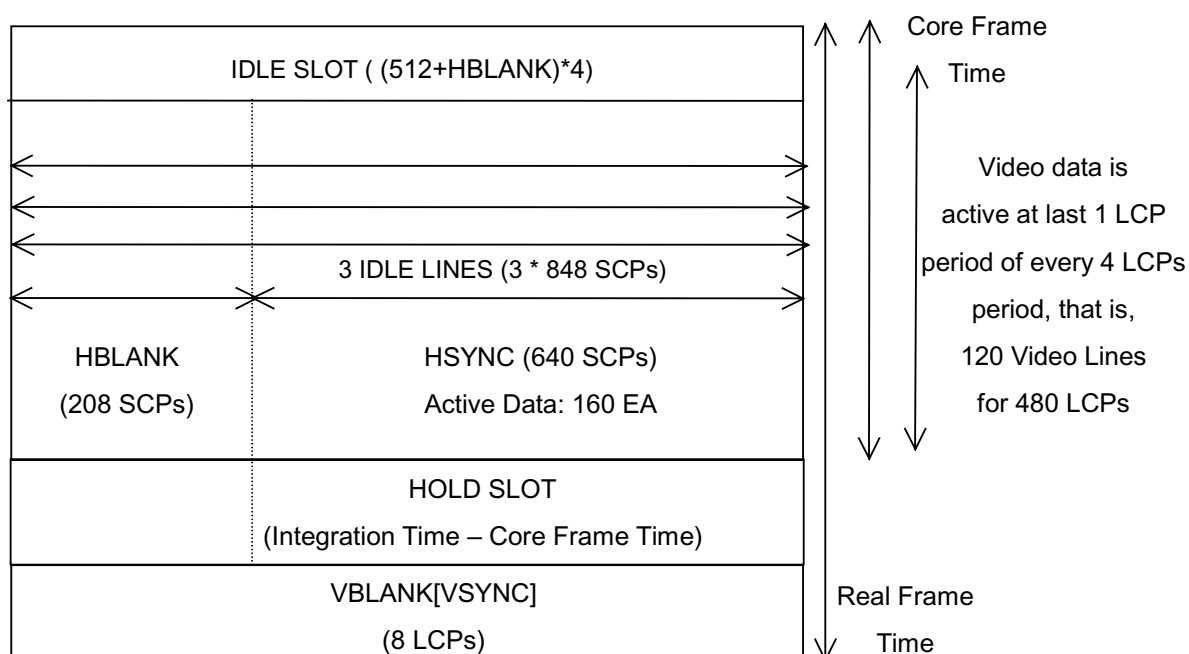 Core Frame
Time
IDLE SLOT ( (512+HBLANK)*4)
Video data is
active at last 1 LCP
period of every 4 LCPs
period, that is,
120 Video Lines
for 480 LCPs
3 IDLE LINES (3 * 848 SCPs)
HBLANK
(208 SCPs)
HSYNC (640 SCPs)
Active Data: 160 EA
HOLD SLOT
(Integration Time – Core Frame Time)
VBLANK[VSYNC]
(8 LCPs)
Real Frame
Time